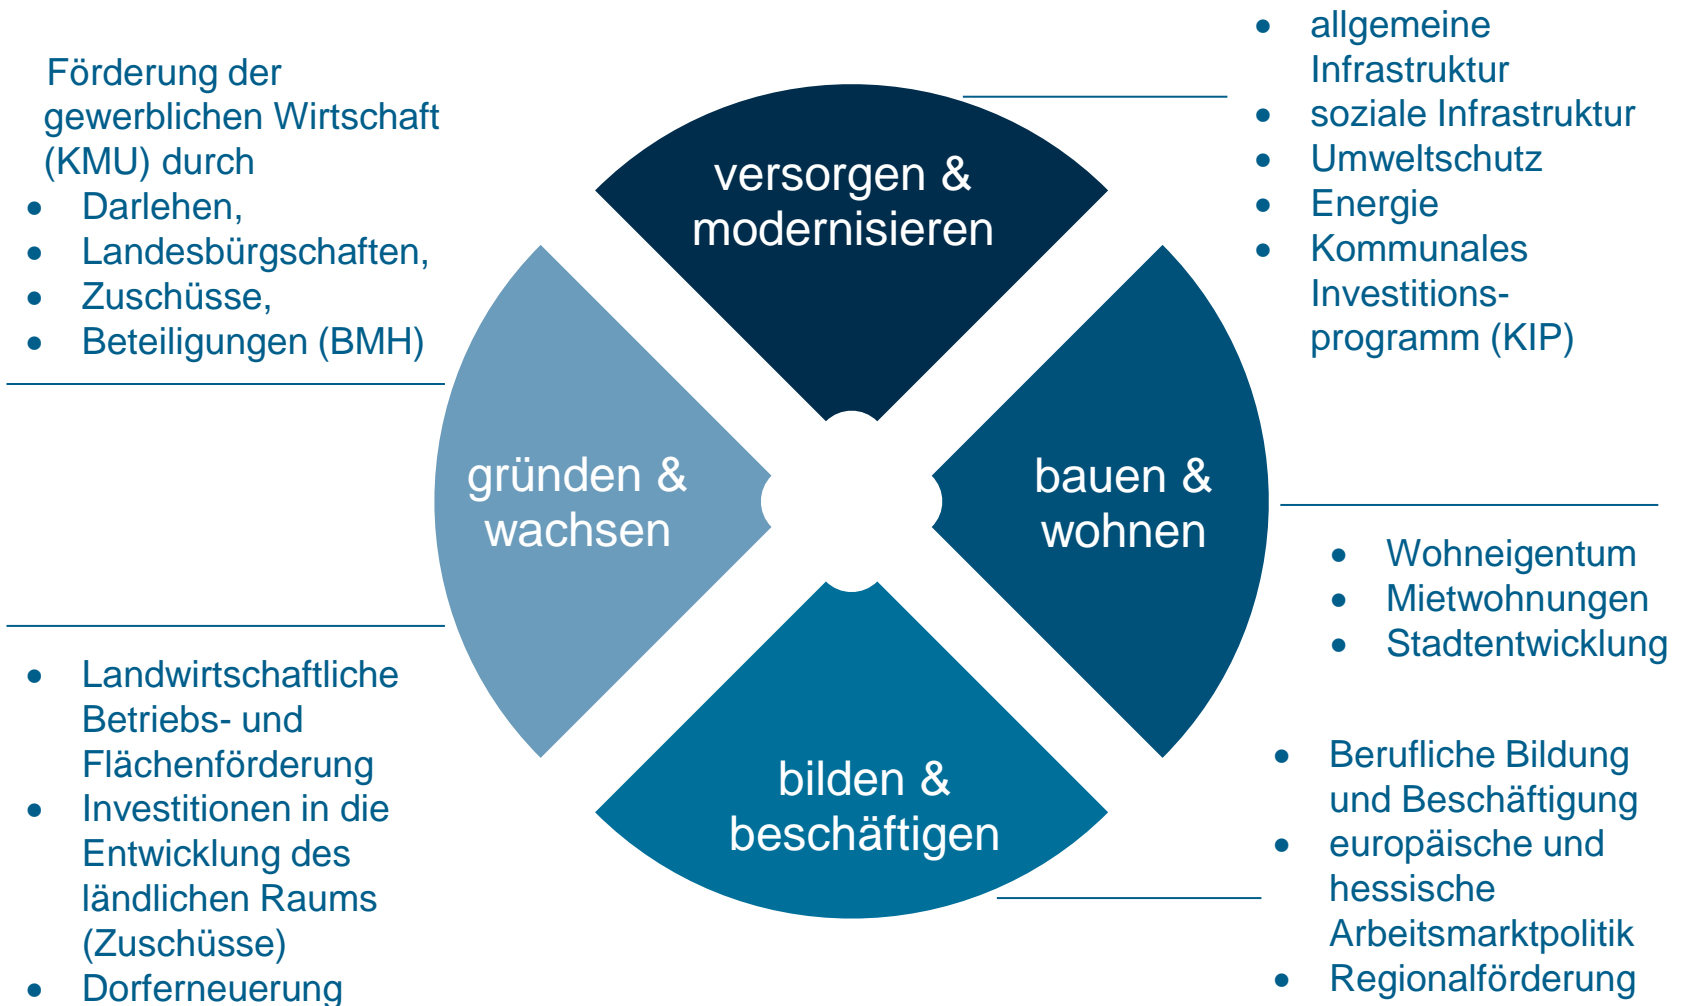 Förderung der
gewerblichen Wirtschaft
(KMU) durch
• Darlehen,
• Landesbürgschaften,
• Zuschüsse,
• Beteiligungen (BMH)
versorgen &
modernisieren
• allgemeine
Infrastruktur
• soziale Infrastruktur
• Umweltschutz
• Energie
• Kommunales
Investitions-
programm (KIP)
gründen &
wachsen
bauen &
wohnen
• Wohneigentum
• Mietwohnungen
• Stadtentwicklung
• Landwirtschaftliche
Betriebs- und
Flächenförderung
• Investitionen in die
Entwicklung des
ländlichen Raums
(Zuschüsse)
• Dorferneuerung
bilden &
beschäftigen
• Berufliche Bildung
und Beschäftigung
• europäische und
hessische
Arbeitsmarktpolitik
• Regionalförderung